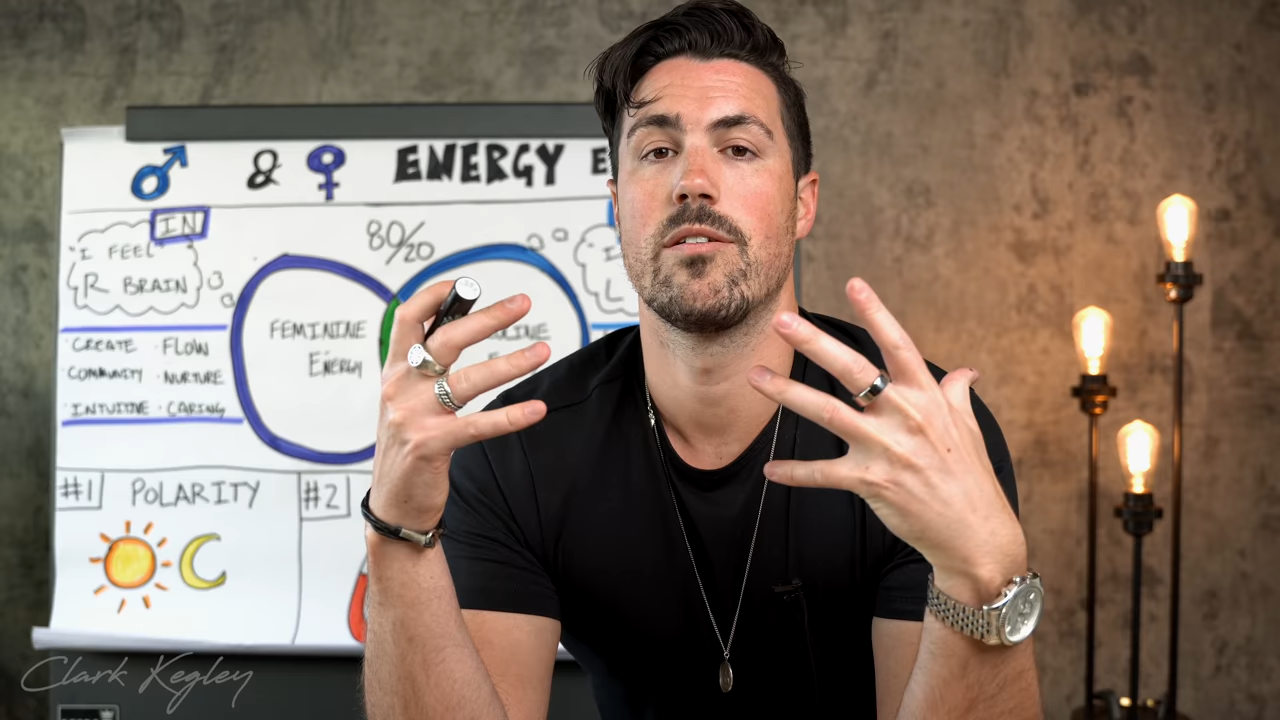 ♂ & ♀ ENERGY E
IN
"I FEEL
R BRAIN
80/20
I
L
FEMININE
ENERGY
LINE
E
·CREATE ·FLOW
COMMUNITY ·NURTURE
·INTUITIVE ·CARING
#1 POLARITY
#2
Clark Kegley